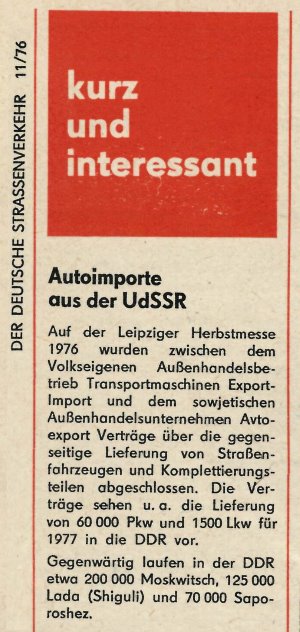 DER DEUTSCHE STRASSENVERKEHR 11/76
kurz
und
interessant
Autoimporte
aus der UdSSR
Auf der Leipziger Herbstmesse
1976 wurden zwischen dem
Volkseigenen Außenhandelsbe-
trieb Transportmaschinen Export-
Import und dem sowjetischen
Außenhandelsunternehmen Avto-
export Verträge über die gegen-
seitige Lieferung von Straßen-
fahrzeugen und Komplettierungs-
teilen abgeschlossen. Die Ver-
träge sehen u. a. die Lieferung
von 60 000 Pkw und 1500 Lkw für
1977 in die DDR vor.
Gegenwärtig laufen in der DDR
etwa 200 000 Moskwitsch, 125 000
Lada (Shiguli) und 70 000 Sapo-
roshez.